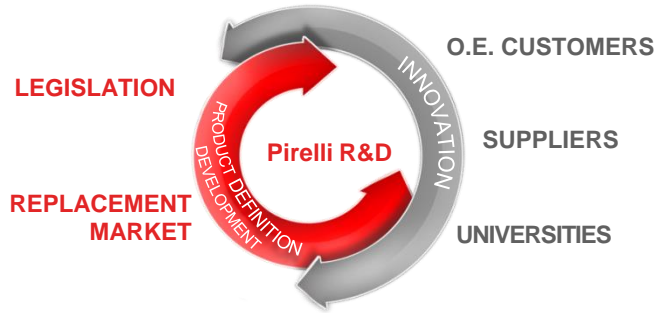 O.E. CUSTOMERS
LEGISLATION
INNOVATION
SUPPLIERS
Pirelli R&D
PRODUCT DEFINITION
DEVELOPMENT
REPLACEMENT
MARKET
UNIVERSITIES